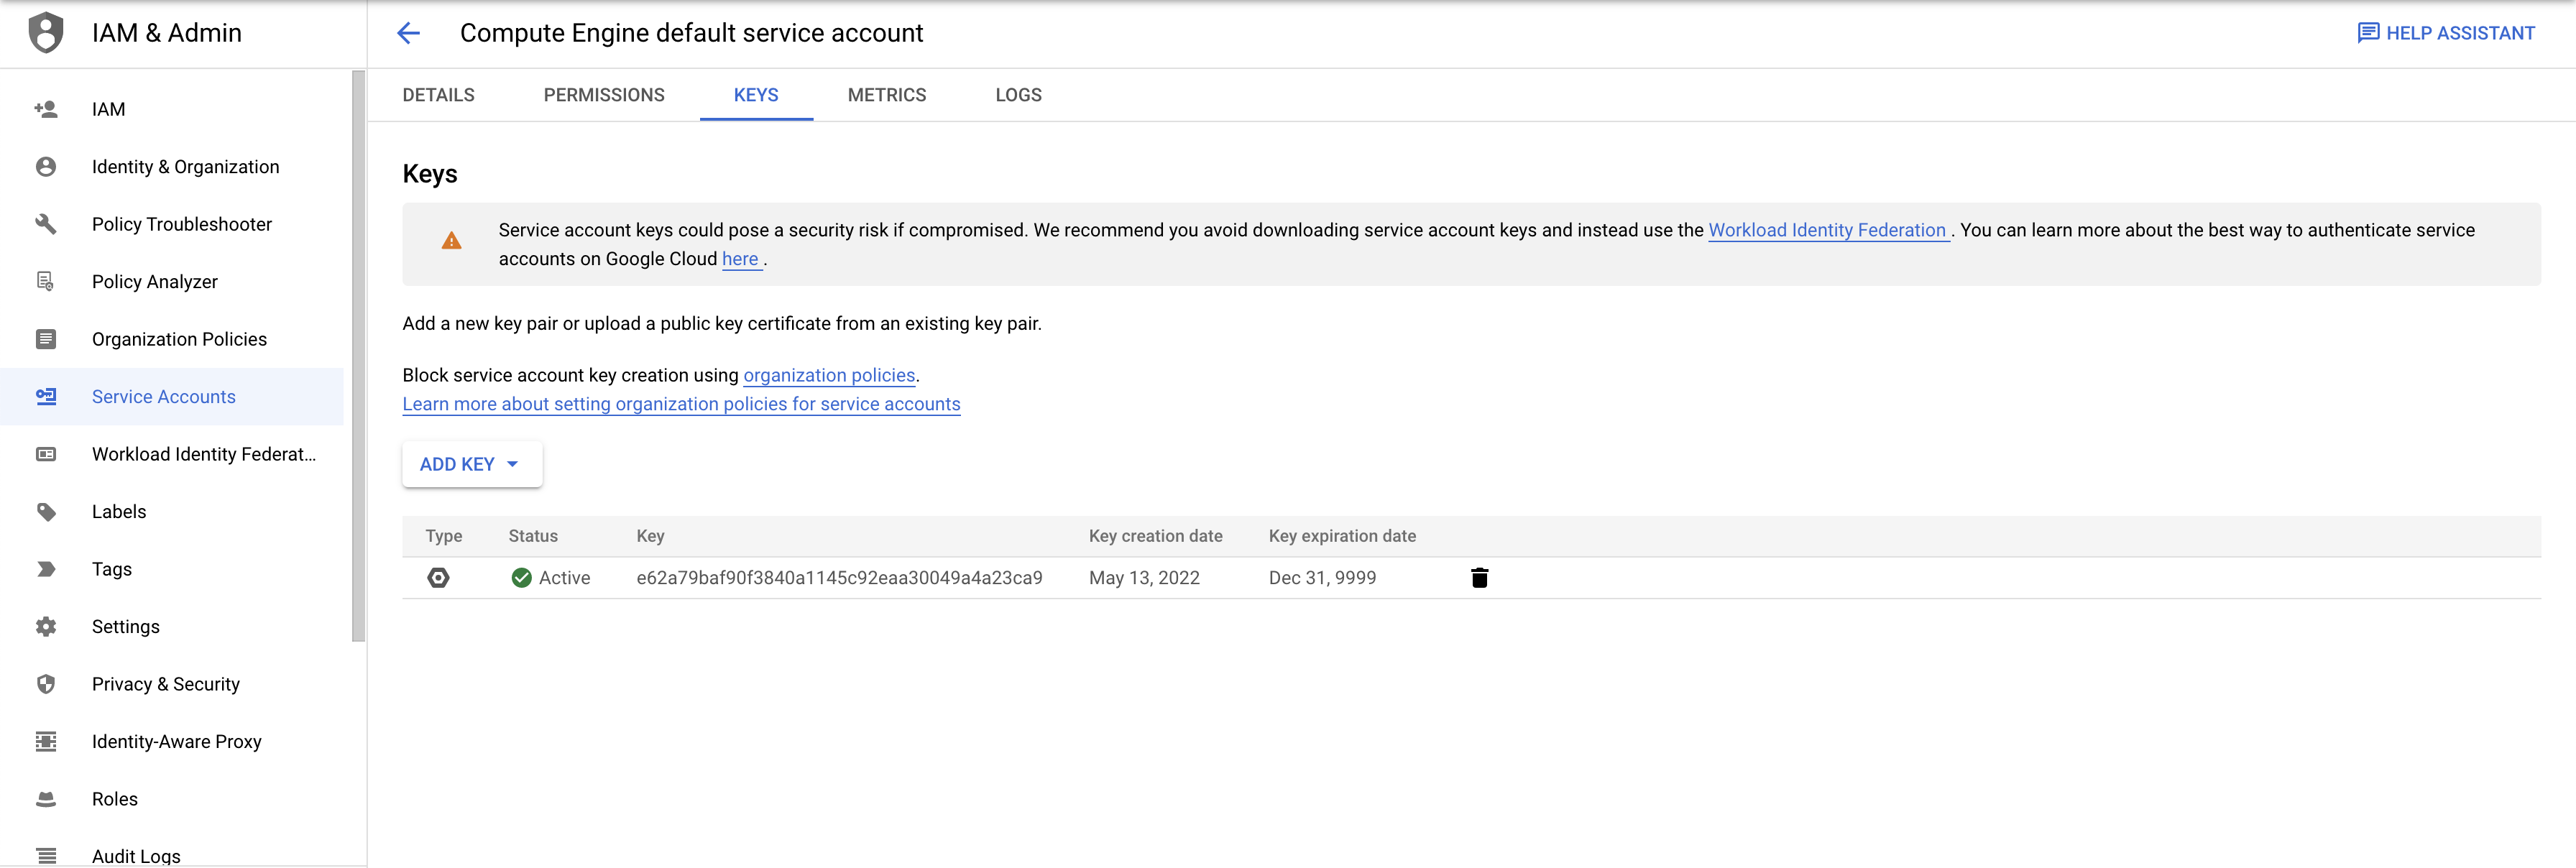 IAM & Admin
Compute Engine default service account
HELP ASSISTANT
IAM
Identity & Organization
Policy Troubleshooter
Policy Analyzer
Organization Policies
Service Accounts
Workload Identity Federat...
Labels
Tags
Settings
Privacy & Security
Identity-Aware Proxy
Roles
Audit Logs
DETAILS PERMISSIONS KEYS METRICS LOGS
Keys
Service account keys could pose a security risk if compromised. We recommend you avoid downloading service account keys and instead use the Workload Identity Federation . You can learn more about the best way to authenticate service
accounts on Google Cloud here .
Add a new key pair or upload a public key certificate from an existing key pair.
Block service account key creation using organization policies.
Learn more about setting organization policies for service accounts
ADD KEY
Type Status Key Key creation date Key expiration date
Active e62a79baf90f3840a1145c92eaa30049a4a23ca9 May 13, 2022 Dec 31, 9999